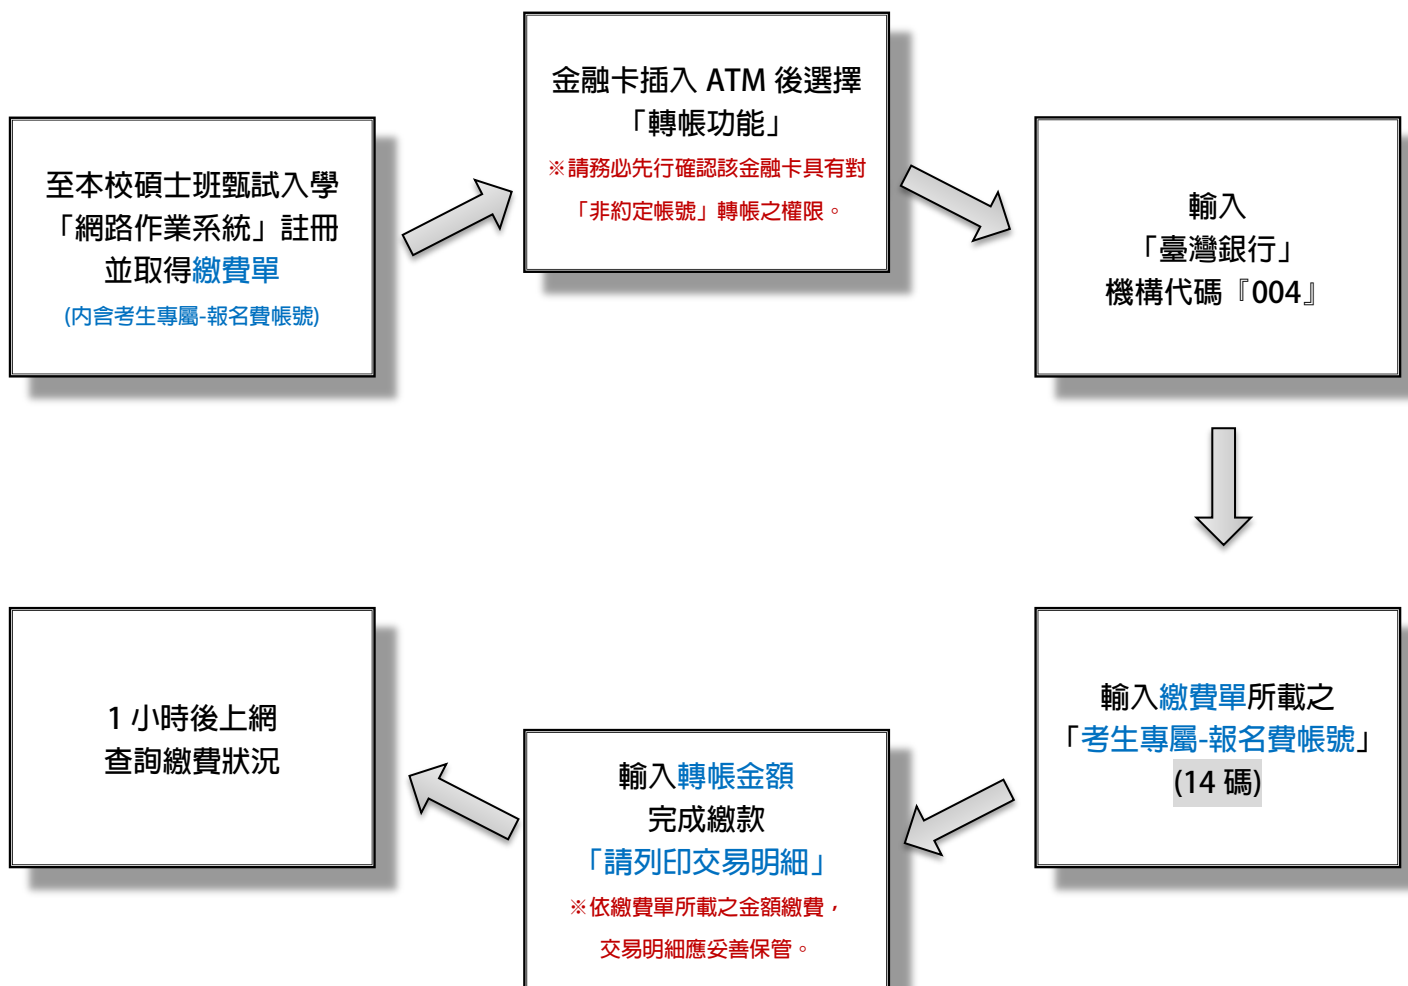 至本校碩士班甄試入學
「網路作業系統」註冊
並取得繳費單
(內含考生專屬-報名費帳號)
金融卡插入 ATM 後選擇
「轉帳功能」
※請務必先行確認該金融卡具有對
「非約定帳號」轉帳之權限。
輸入
「臺灣銀行」
機構代碼『004』
輸入繳費單所載之
「考生專屬-報名費帳號」
(14 碼)
輸入轉帳金額
完成繳款
「請列印交易明細」
※依繳費單所載之金額繳費，
交易明細應妥善保管。
1 小時後上網
查詢繳費狀況